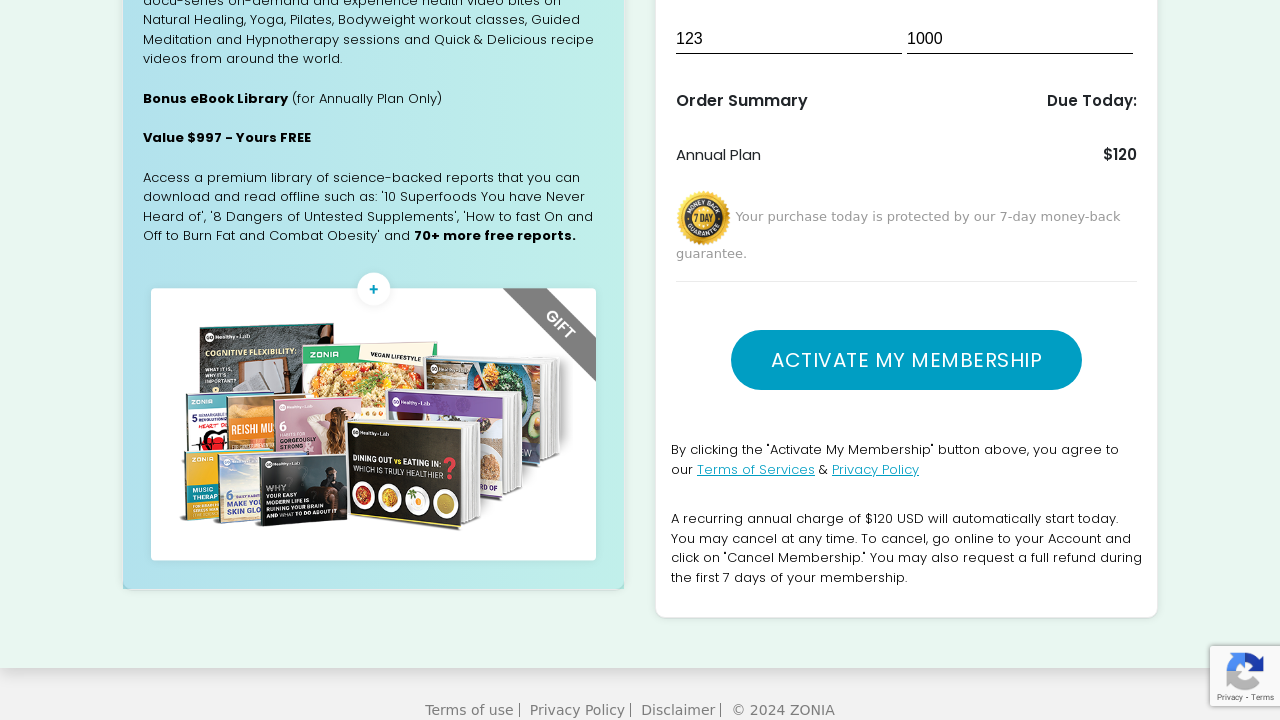 docu-series on-demand and experience health video bites on
Natural Healing, Yoga, Pilates, Bodyweight workout classes, Guided
Meditation and Hypnotherapy sessions and Quick & Delicious recipe
videos from around the world.
Bonus eBook Library (for Annually Plan Only)
Value $997 - Yours FREE
Access a premium library of science-backed reports that you can
download and read offline such as: '10 Superfoods You have Never
Heard of', '8 Dangers of Untested Supplements', 'How to fast On and
Off to Burn Fat and Combat Obesity' and 70+ more free reports.
+
GIFT
Healthy·Lab
COGNITIVE FLEXIBILITY:
WHAT IT IS,
WHY IT'S
IMPORTANT?
ZONIA
VEGAN LIFESTYLE
Healthy·Lab
5
REISHI MU
Healthy·Lab
6
GORGEOUSLY
STRONG
Healthy·Lab
ZONIA
MUSIC
THERAP
6
MAKE YOU
SKIN GLO
Healthy·Lab
WHY
YOUR EASY
MODERN LIFE IS
RUINING YOUR BRAIN
AND WHAT TO DO ABOUT IT
Healthy·Lab
DINING OUT vs EATING IN:
WHICH IS TRULY HEALTHIER ?
123
1000
Order Summary Due Today:
Annual Plan $120
MONEY BACK
7 DAY
GUARANTEE
Your purchase today is protected by our 7-day money-back
guarantee.
ACTIVATE MY MEMBERSHIP
By clicking the "Activate My Membeship" button above, you agree to
our Terms of Services & Privacy Policy
A recurring annual charge of $120 USD will automatically start today.
You may cancel at any time. To cancel, go online to your Account and
click on "Cancel Membership." You may also request a full refund during
the first 7 days of your membership.
Privacy - Terms
Terms of use | Privacy Policy | Disclaimer | © 2024 ZONIA